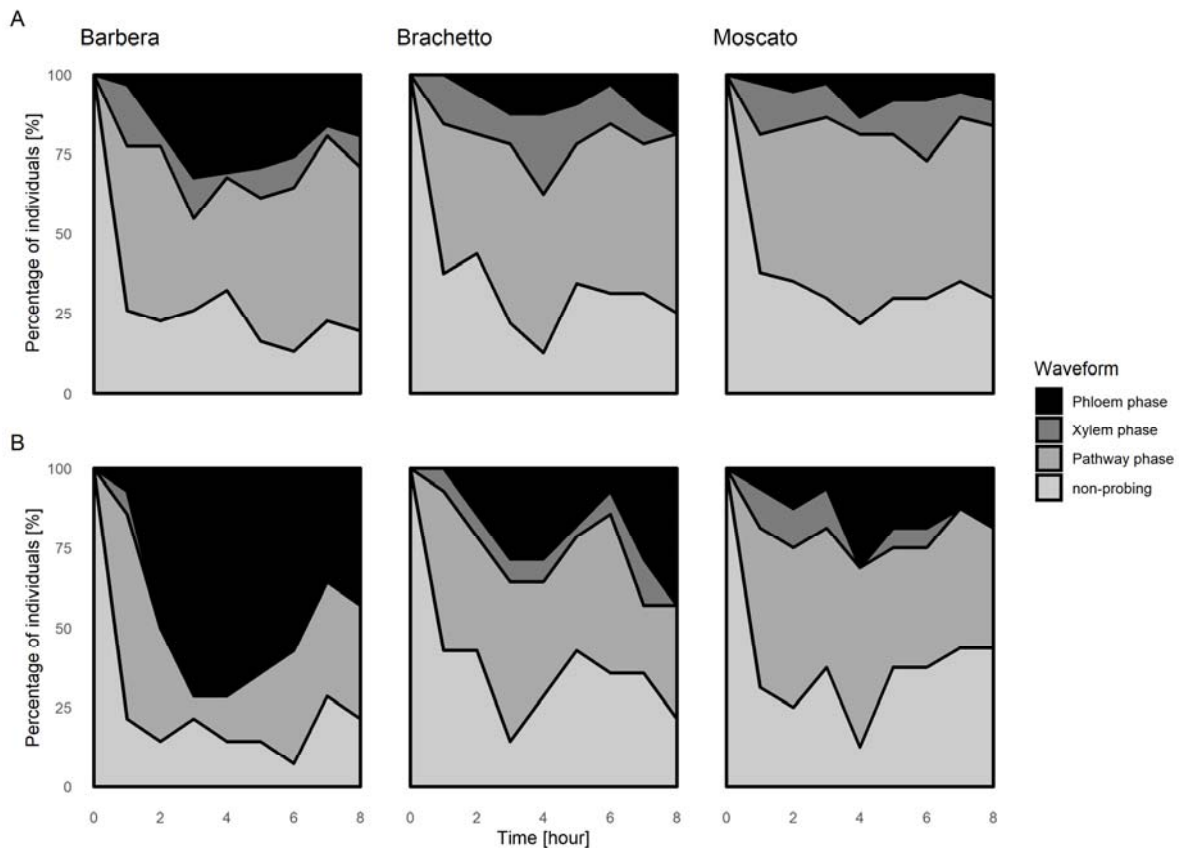 A
Barbera Brachetto Moscato
100
75
50
25
0
Percentage of individuals [%]
Waveform
Phloem phase
Xylem phase
Pathway phase
non-probing
B
100
75
50
25
0
Percentage of individuals [%]
0 2 4 6 8 0 2 4 6 8 0 2 4 6 8
Time [hour]